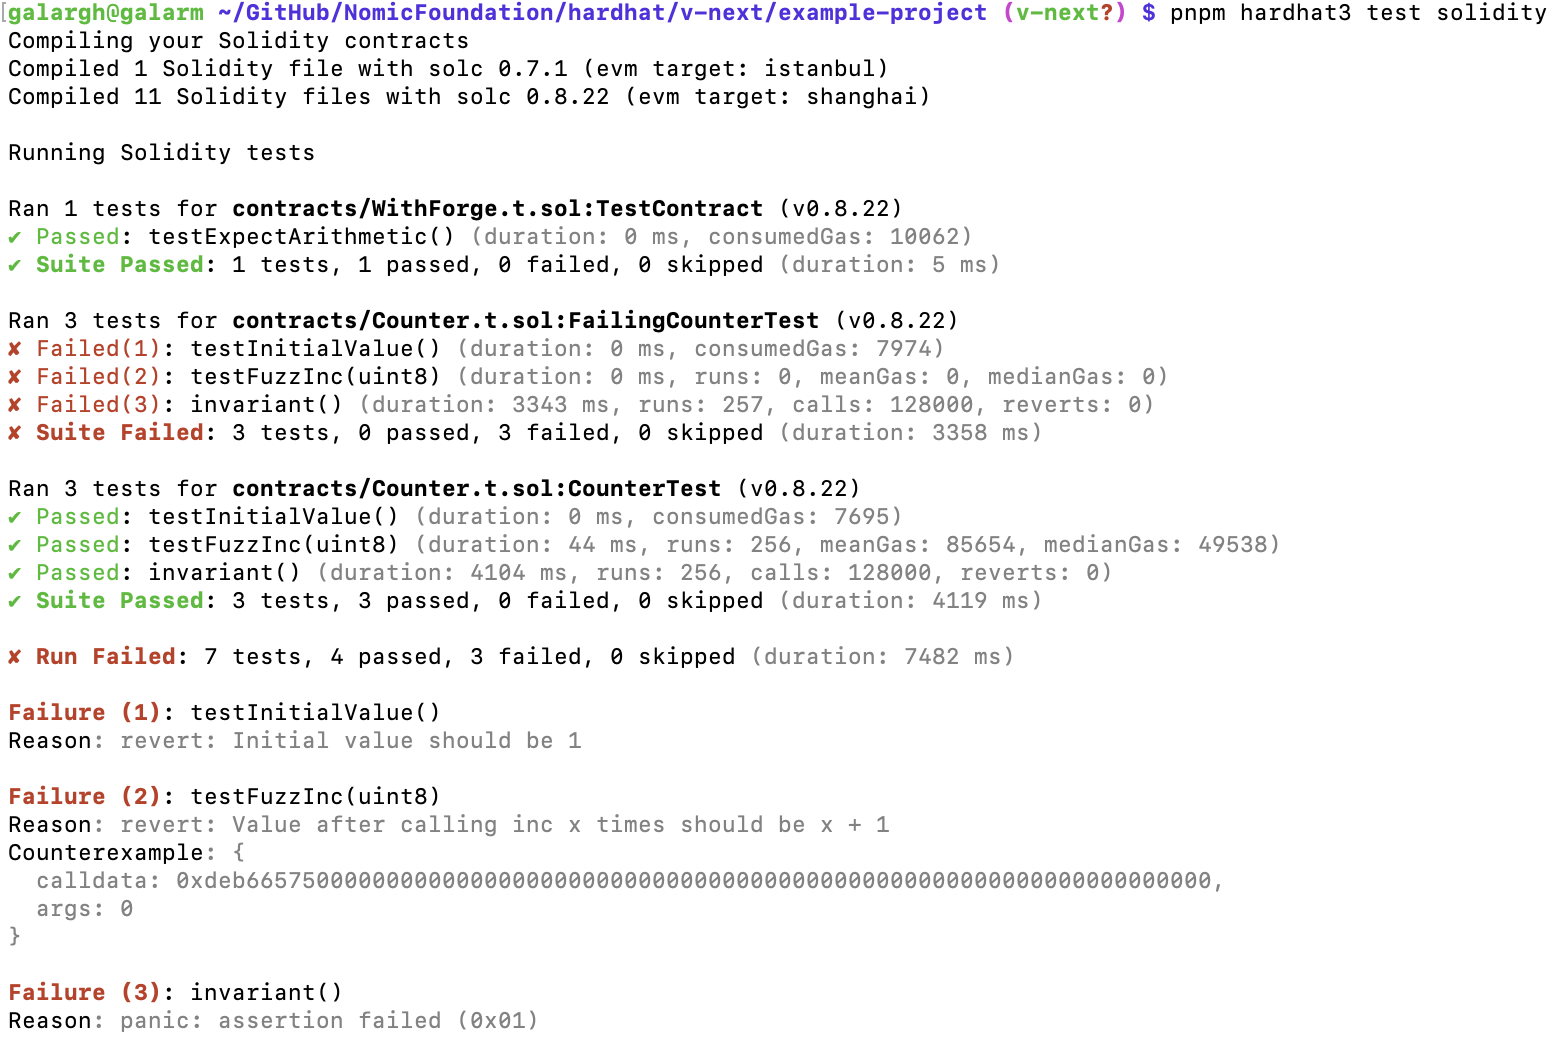 [galargh@galarm ~/GitHub/NomicFoundation/hardhat/v-next/example-project (v-next?) $ pnpm hardhat3 test solidity
Compiling your Solidity contracts
Compiled 1 Solidity file with solc 0.7.1 (evm target: istanbul)
Compiled 11 Solidity files with solc 0.8.22 (evm target: shanghai)

Running Solidity tests

Ran 1 tests for contracts/WithForge.t.sol:TestContract (v0.8.22)
✔ Passed: testExpectArithmetic() (duration: 0 ms, consumedGas: 10062)
✔ Suite Passed: 1 tests, 1 passed, 0 failed, 0 skipped (duration: 5 ms)

Ran 3 tests for contracts/Counter.t.sol:FailingCounterTest (v0.8.22)
✘ Failed(1): testInitialValue() (duration: 0 ms, consumedGas: 7974)
✘ Failed(2): testFuzzInc(uint8) (duration: 0 ms, runs: 0, meanGas: 0, medianGas: 0)
✘ Failed(3): invariant() (duration: 3343 ms, runs: 257, calls: 128000, reverts: 0)
✘ Suite Failed: 3 tests, 0 passed, 3 failed, 0 skipped (duration: 3358 ms)

Ran 3 tests for contracts/Counter.t.sol:CounterTest (v0.8.22)
✔ Passed: testInitialValue() (duration: 0 ms, consumedGas: 7695)
✔ Passed: testFuzzInc(uint8) (duration: 44 ms, runs: 256, meanGas: 85654, medianGas: 49538)
✔ Passed: invariant() (duration: 4104 ms, runs: 256, calls: 128000, reverts: 0)
✔ Suite Passed: 3 tests, 3 passed, 0 failed, 0 skipped (duration: 4119 ms)

✘ Run Failed: 7 tests, 4 passed, 3 failed, 0 skipped (duration: 7482 ms)

Failure (1): testInitialValue()
Reason: revert: Initial value should be 1

Failure (2): testFuzzInc(uint8)
Reason: revert: Value after calling inc x times should be x + 1
Counterexample: {
  calldata: 0xdeb665750000000000000000000000000000000000000000000000000000000000000000,
  args: 0
}

Failure (3): invariant()
Reason: panic: assertion failed (0x01)